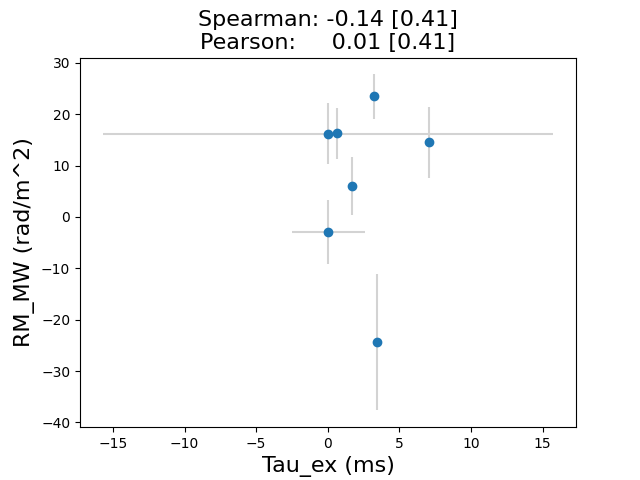 Spearman: -0.14 [0.41]
Pearson: 0.01 [0.41]
30
20
10
0
−10
−20
−30
−40
RM_MW (rad/m^2)
−15 −10 −5 0 5 10 15
Tau_ex (ms)